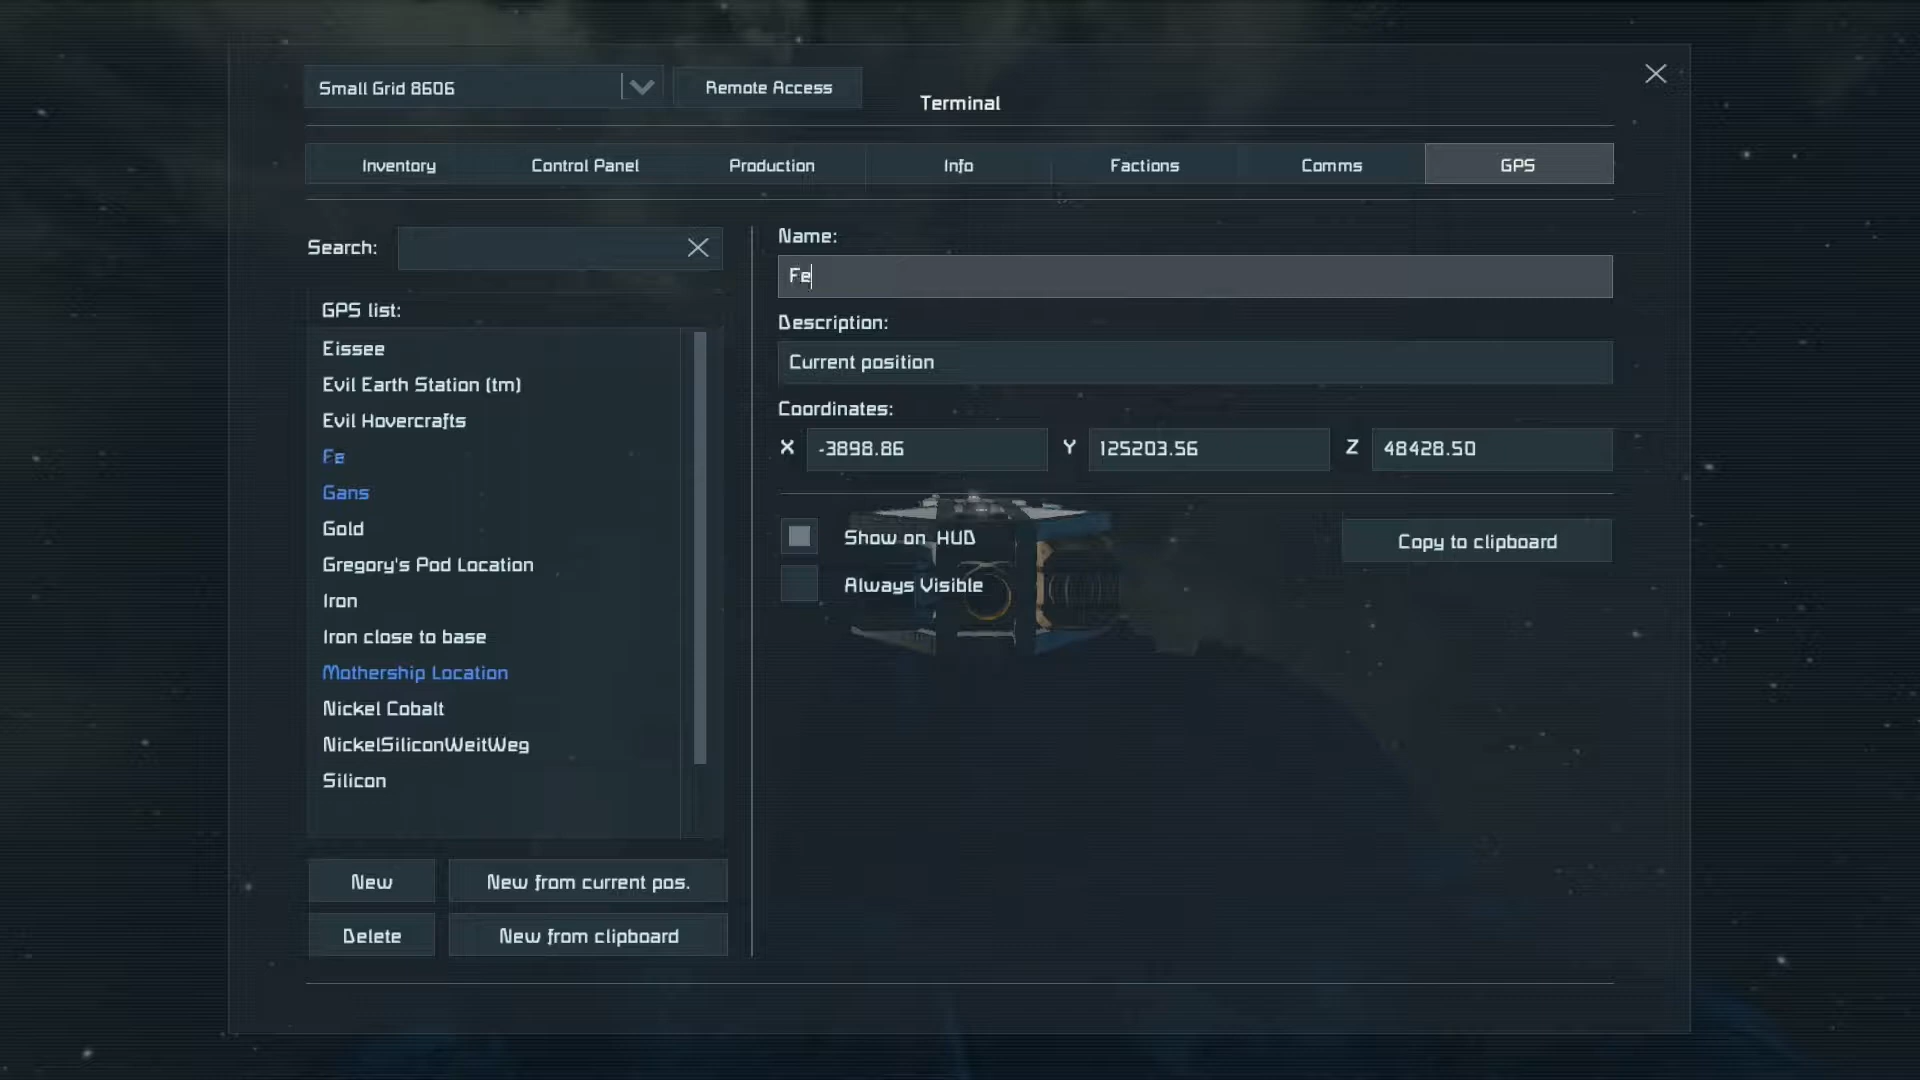 Small Grid 8606
Remote Access
Terminal
Inventory
Control Panel
Production
Info
Factions
Comms
GPS
Search:
GPS list:
Eissee
Evil Earth Station (tm)
Evil Hovercrafts
Fe
Gans
Gold
Gregory's Pod Location
Iron
Iron close to base
Mothership Location
Nickel Cobalt
NickelSiliconWeitWeg
Silicon
New
New from current pos.
Delete
New from clipboard
Name:
Fe
Description:
Current position
Coordinates:
X -3898.86 Y 125203.56 Z 48428.50
Show on HUD
Copy to clipboard
Always Visible